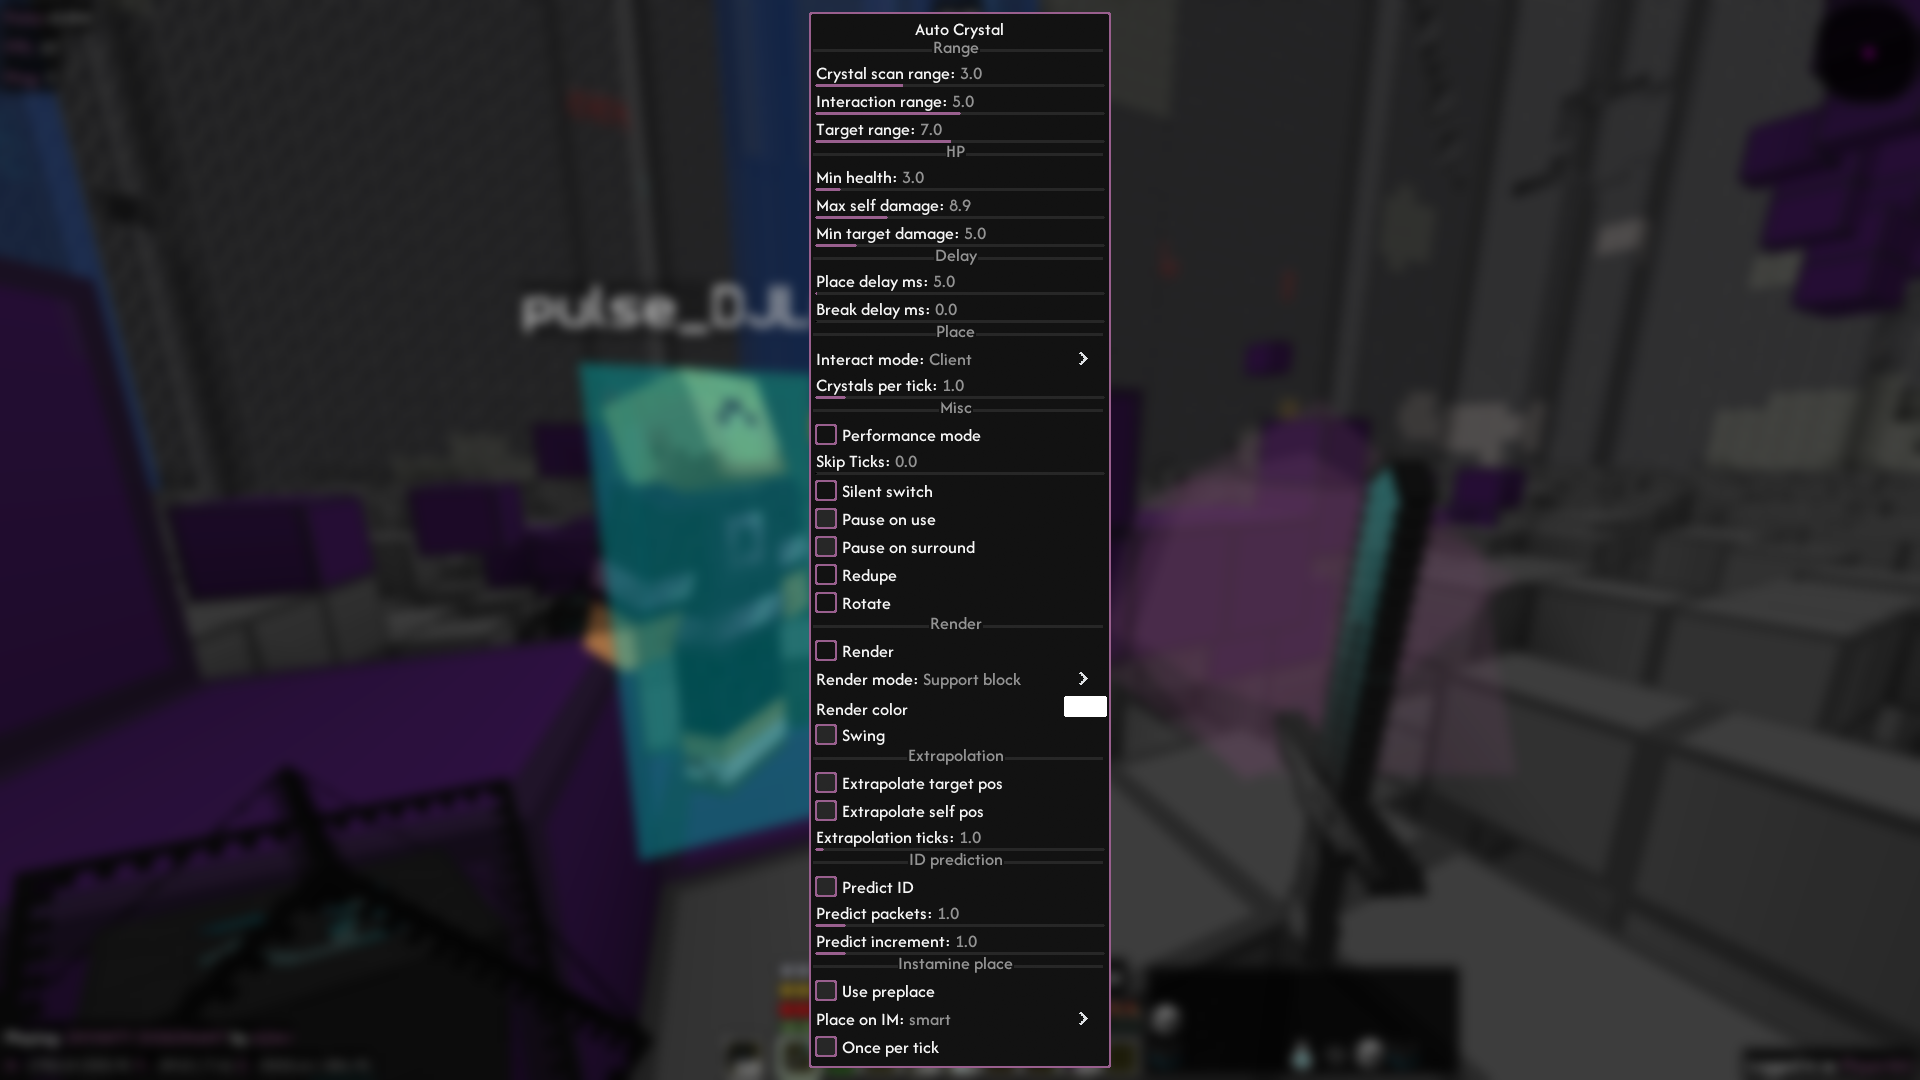 Auto Crystal
Range
Crystal scan range: 3.0
Interaction range: 5.0
Target range: 7.0
HP
Min health: 3.0
Max self damage: 8.9
Min target damage: 5.0
Delay
Place delay ms: 5.0
Break delay ms: 0.0
Place
Interact mode: Client
Crystals per tick: 1.0
Misc
Performance mode
Skip Ticks: 0.0
Silent switch
Pause on use
Pause on surround
Redupe
Rotate
Render
Render
Render mode: Support block
Render color
Swing
Extrapolation
Extrapolate target pos
Extrapolate self pos
Extrapolation ticks: 1.0
ID prediction
Predict ID
Predict packets: 1.0
Predict increment: 1.0
Instamine place
Use preplace
Place on IM: smart
Once per tick
pulse_DJL